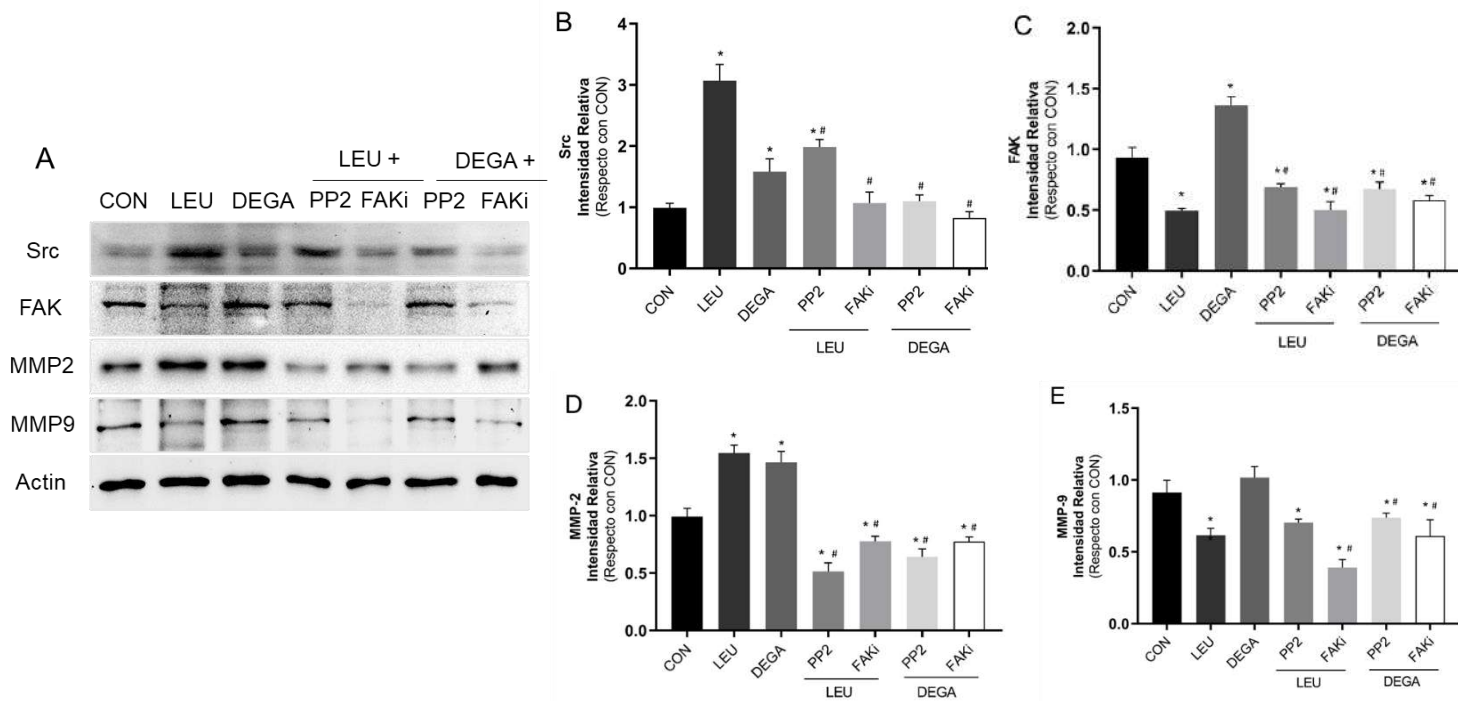 A
LEU + DEGA +
CON LEU DEGA PP2 FAKi PP2 FAKi
Src
FAK
MMP2
MMP9
Actin
B
Src
Intensidad Relativa
(Respecto con CON)
4
3
2
1
0
*
*
* #
#
#
#
CON LEU DEGA PP2 FAKi PP2 FAKi
LEU DEGA
C
FAK
Intensidad Relativa
(Respecto con CON)
2.0
1.5
1.0
0.5
0.0
*
*
* #
* #
* #
* #
CON LEU DEGA PP2 FAKi PP2 FAKi
LEU DEGA
D
MMP-2
Intensidad Relativa
(Respecto con CON)
2.0
1.5
1.0
0.5
0.0
*
*
* #
* #
* #
* #
CON LEU DEGA PP2 FAKi PP2 FAKi
LEU DEGA
E
MMP-9
Intensidad Relativa
(Respecto con CON)
1.5
1.0
0.5
0.0
*
*
* #
* #
* #
CON LEU DEGA PP2 FAKi PP2 FAKi
LEU DEGA